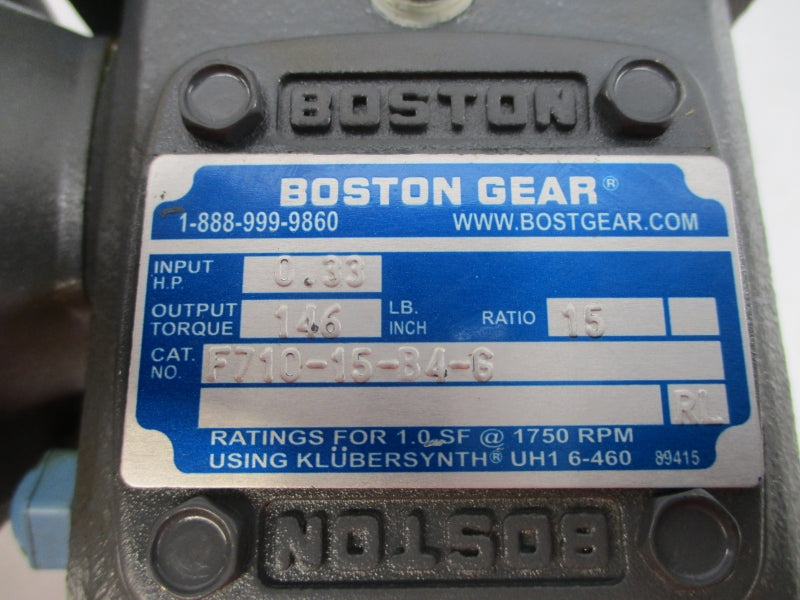 BOSTON
BOSTON GEAR®
1-888-999-9860 WWW.BOSTGEAR.COM
INPUT H.P. 0.33
OUTPUT TORQUE 146 LB. INCH RATIO 15
CAT. NO. F710-15-B4-G
RL
RATINGS FOR 1.0 SF @ 1750 RPM
USING KLÜBERSYNTH® UH1 6-460 89415
BOSTON